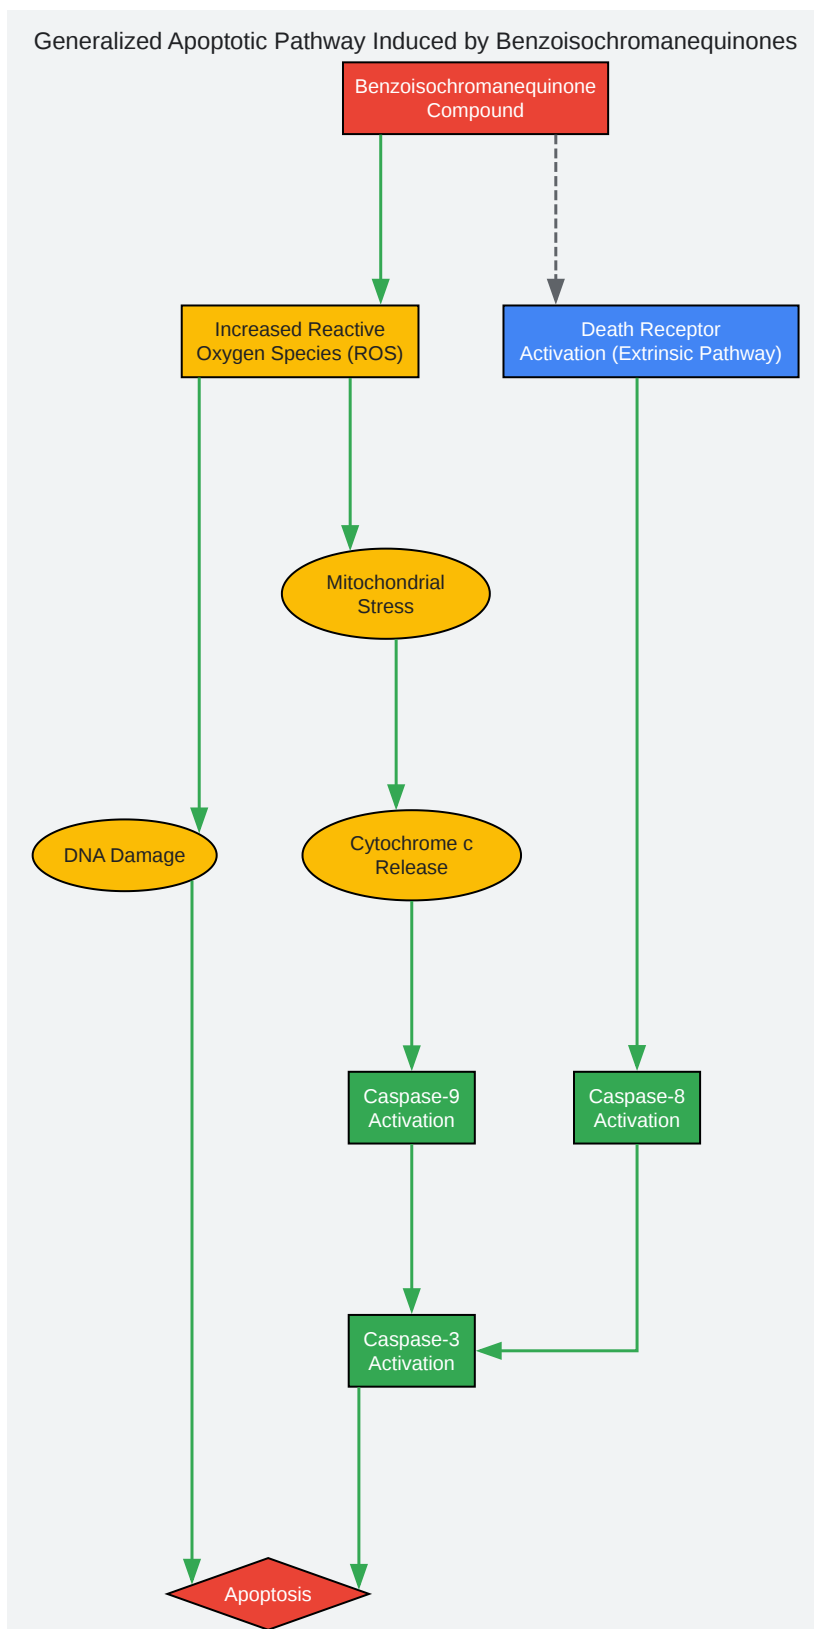 Generalized Apoptotic Pathway Induced by Benzoisochromanequinones
Benzoisochromanequinone
Compound
Increased Reactive
Oxygen Species (ROS)
Death Receptor
Activation (Extrinsic Pathway)
Mitochondrial
Stress
DNA Damage
Cytochrome c
Release
Caspase-9
Activation
Caspase-8
Activation
Caspase-3
Activation
Apoptosis